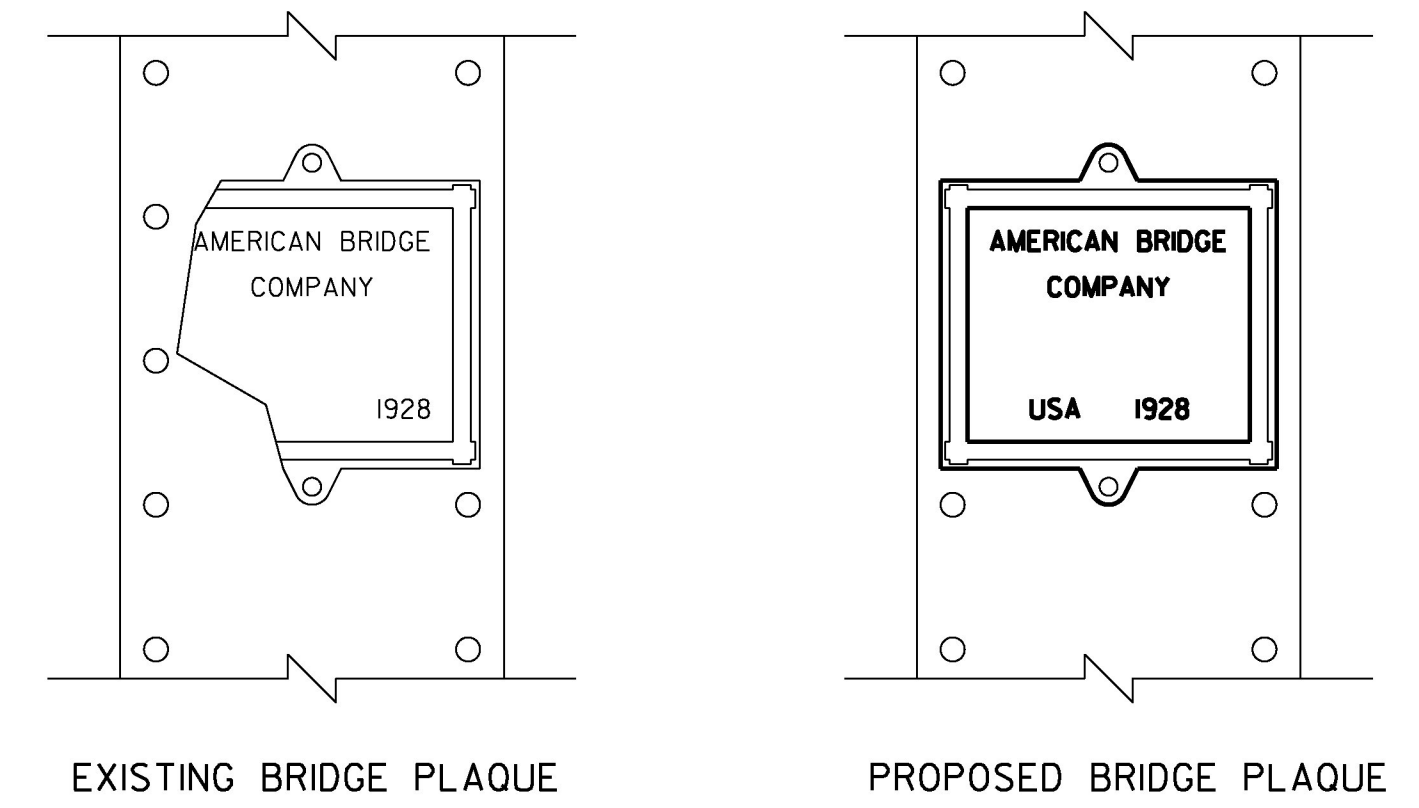 AMERICAN BRIDGE
COMPANY
1928
EXISTING BRIDGE PLAQUE
AMERICAN BRIDGE
COMPANY
USA 1928
PROPOSED BRIDGE PLAQUE